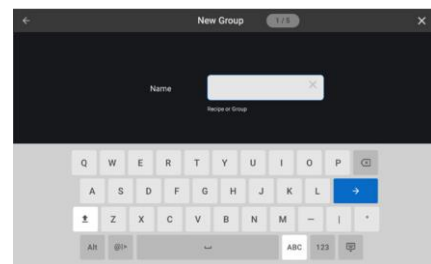 New Group 1 / 5
Name
Recipe or Group
Q W E R T Y U I O P
A S D F G H J K L
Z X C V B N M – | "
Alt @!> ABC 123